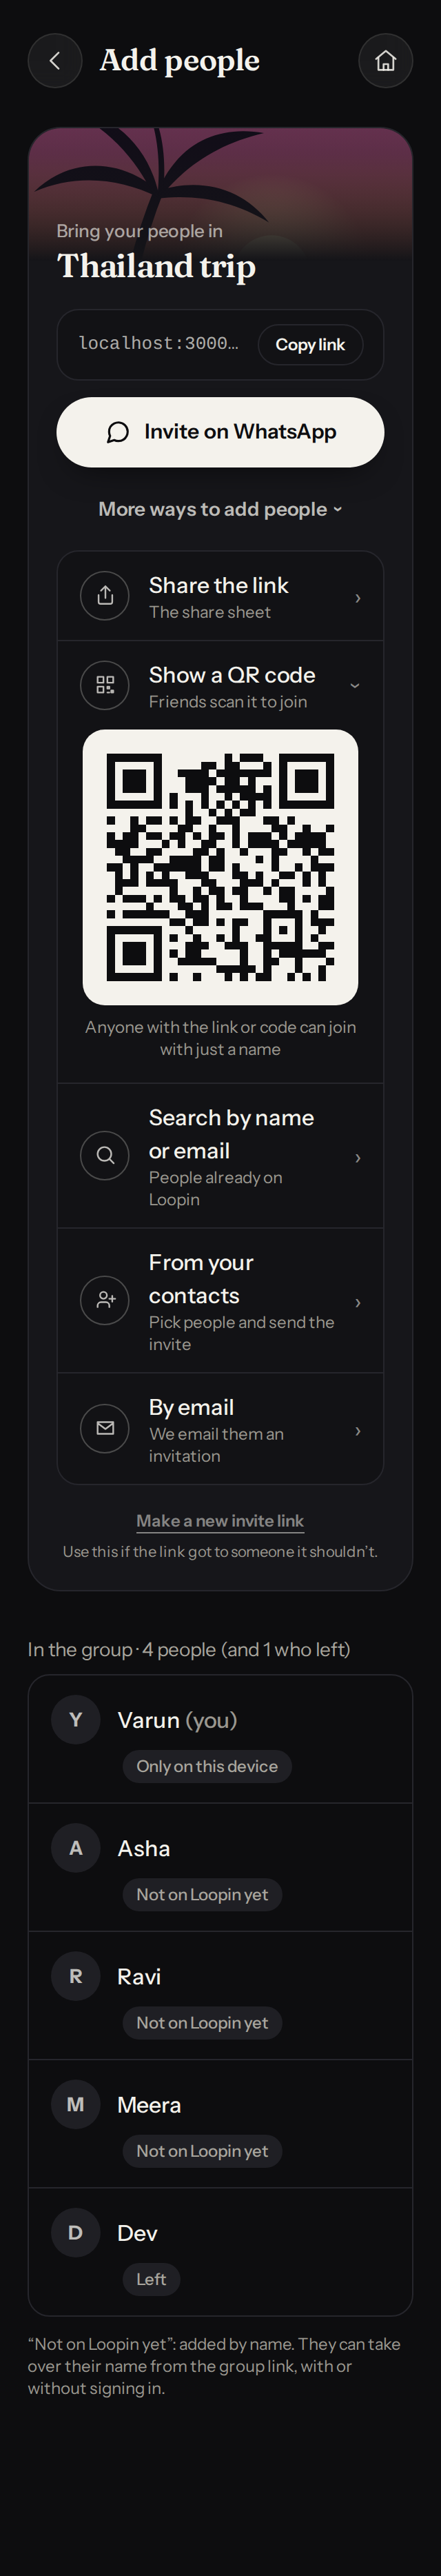 Add people
Bring your people in
Thailand trip
localhost:3000…
Copy link
Invite on WhatsApp
More ways to add people
Share the link
The share sheet
Show a QR code
Friends scan it to join
Anyone with the link or code can join
with just a name
Search by name
or email
People already on
Loopin
From your
contacts
Pick people and send the
invite
By email
We email them an
invitation
Make a new invite link
Use this if the link got to someone it shouldn’t.
In the group · 4 people (and 1 who left)
Y
Varun (you)
Only on this device
A
Asha
Not on Loopin yet
R
Ravi
Not on Loopin yet
M
Meera
Not on Loopin yet
D
Dev
Left
“Not on Loopin yet”: added by name. They can take
over their name from the group link, with or
without signing in.